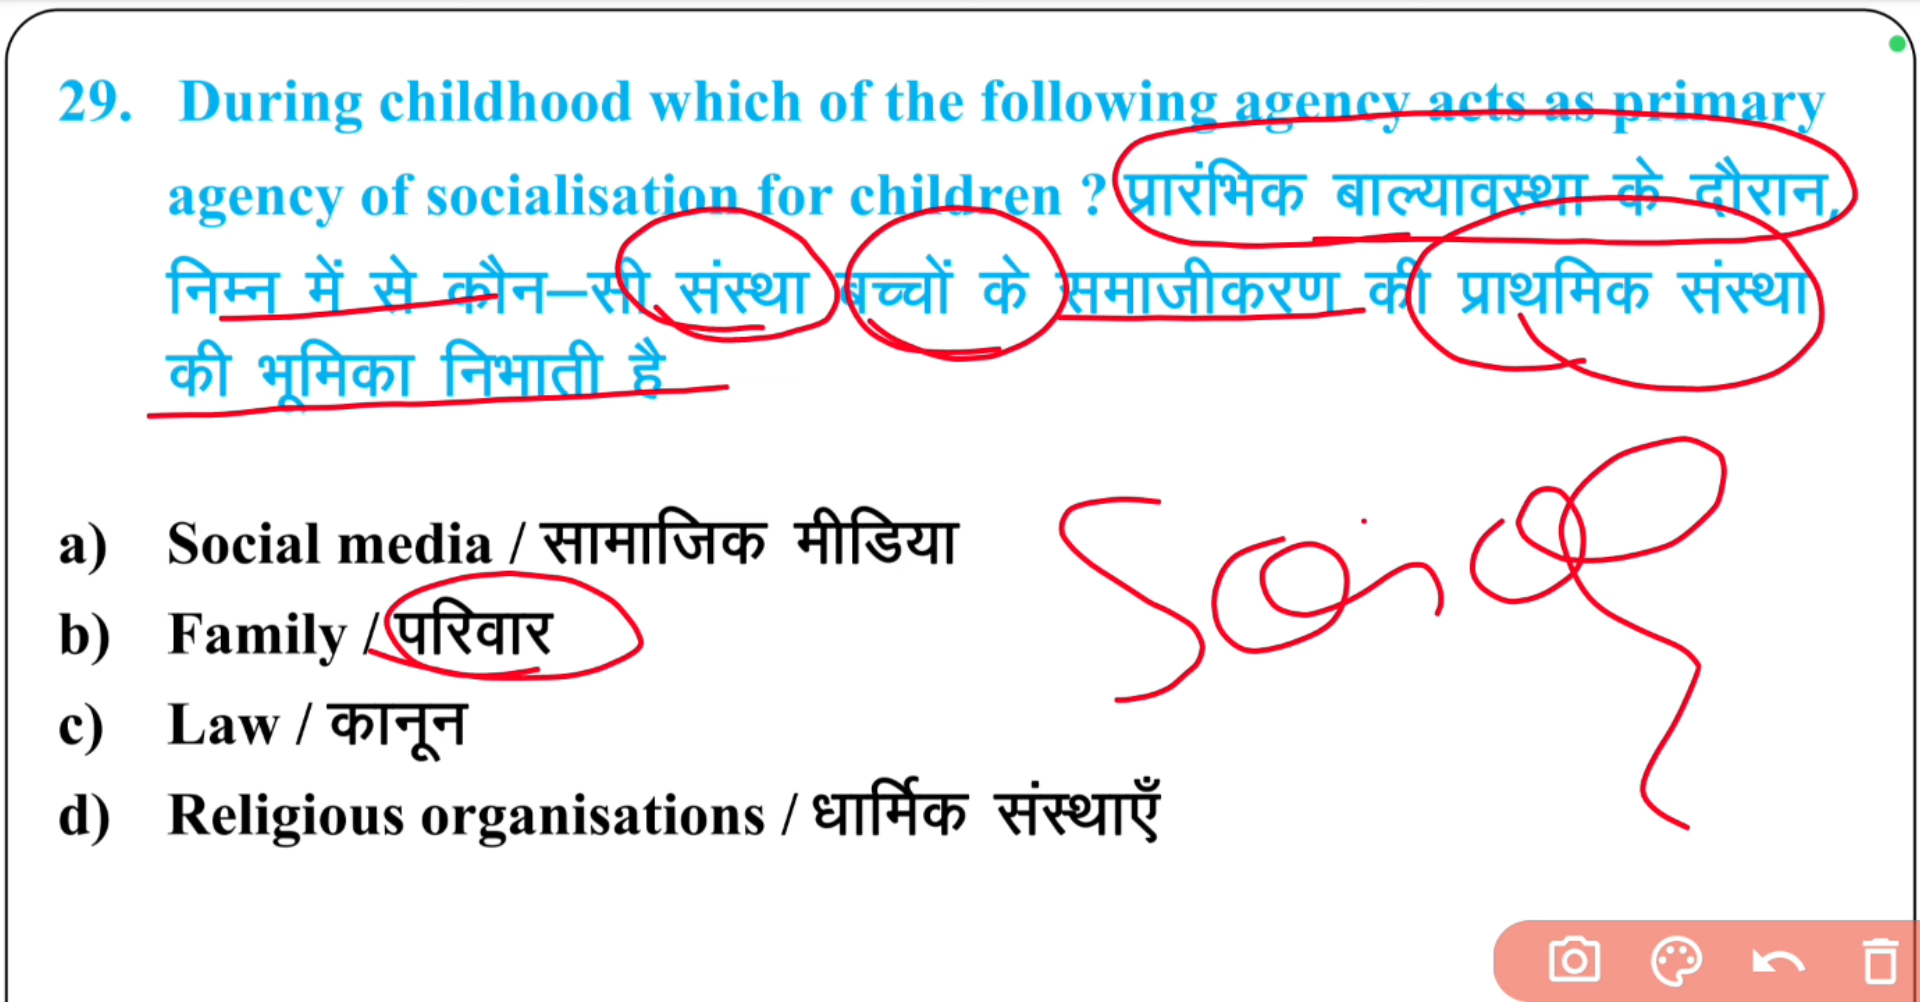 29. During childhood which of the following agency acts as primary
agency of socialisation for children ? प्रारंभिक बाल्यावस्था के दौरान,
निम्न में से कौन–सी संस्था बच्चों के समाजीकरण की प्राथमिक संस्था
की भूमिका निभाती है
a) Social media / सामाजिक मीडिया
b) Family / परिवार
c) Law / कानून
d) Religious organisations / धार्मिक संस्थाएँ